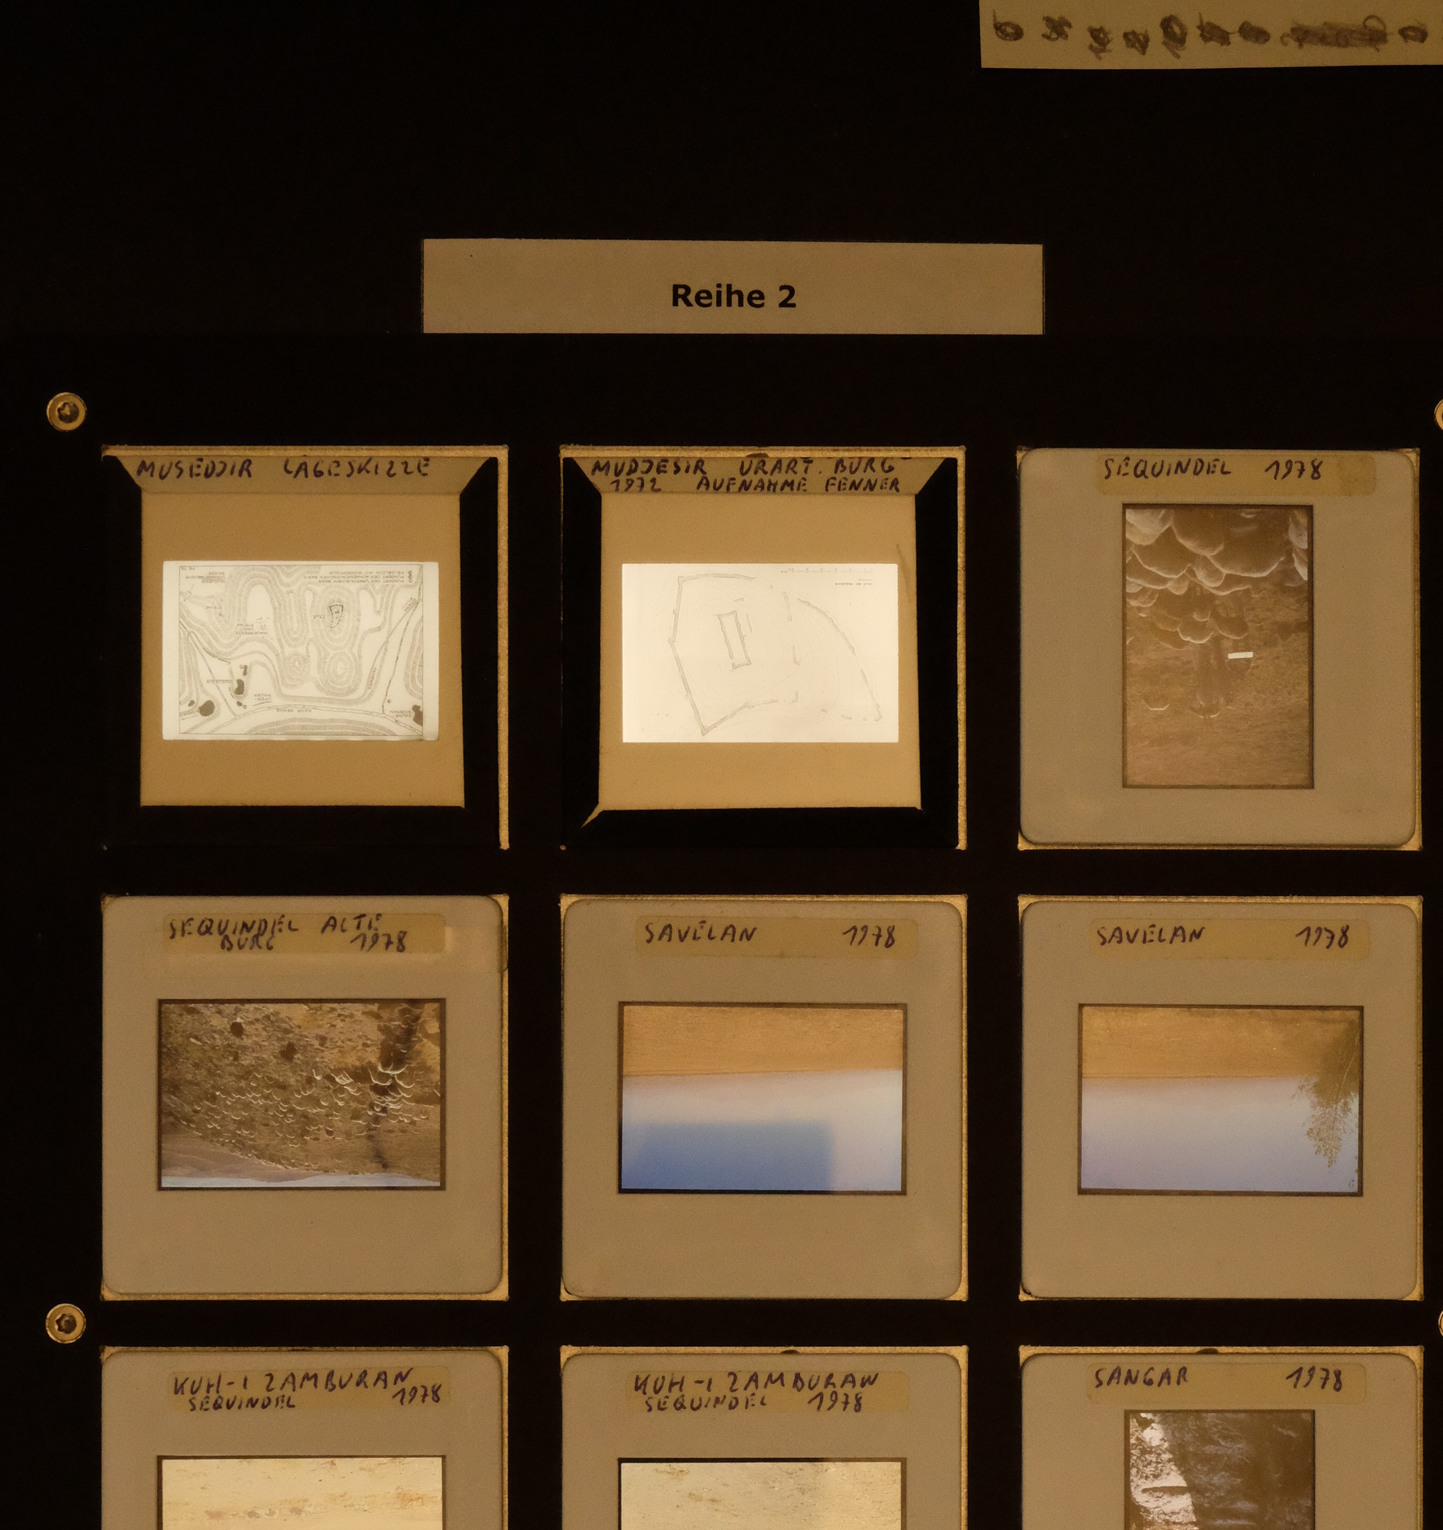 Reihe 2
MUSEDJIR LAGESKIZZE
MUDJESIR URART. BURG
1972 AUFNAHME FENNER
SEQUINDEL 1978
SEQUINDEL ALTE
BURG 1978
SAVELAN 1978
SAVELAN 1978
KUH-I ZAMBURAN
SEQUINDEL 1978
KUH-I ZAMBURAN
SEQUINDEL 1978
SANGAR 1978